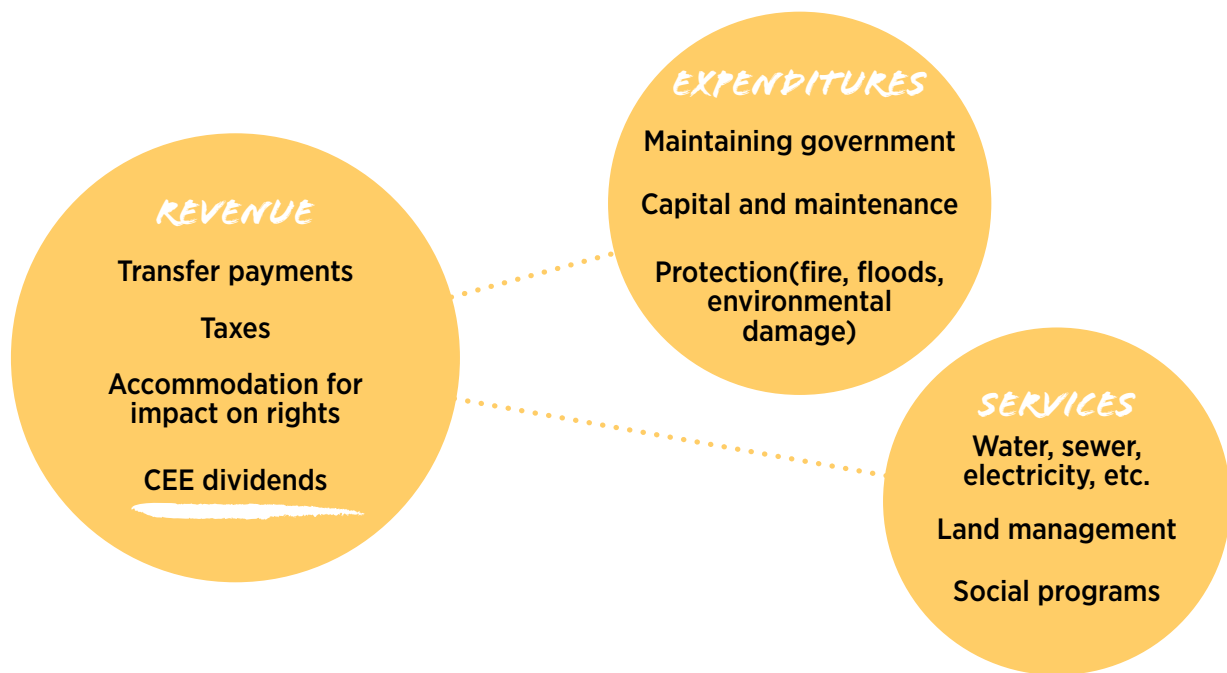 REVENUE
Transfer payments
Taxes
Accommodation for
impact on rights
CEE dividends
EXPENDITURES
Maintaining government
Capital and maintenance
Protection(fire, floods,
environmental
damage)
SERVICES
Water, sewer,
electricity, etc.
Land management
Social programs